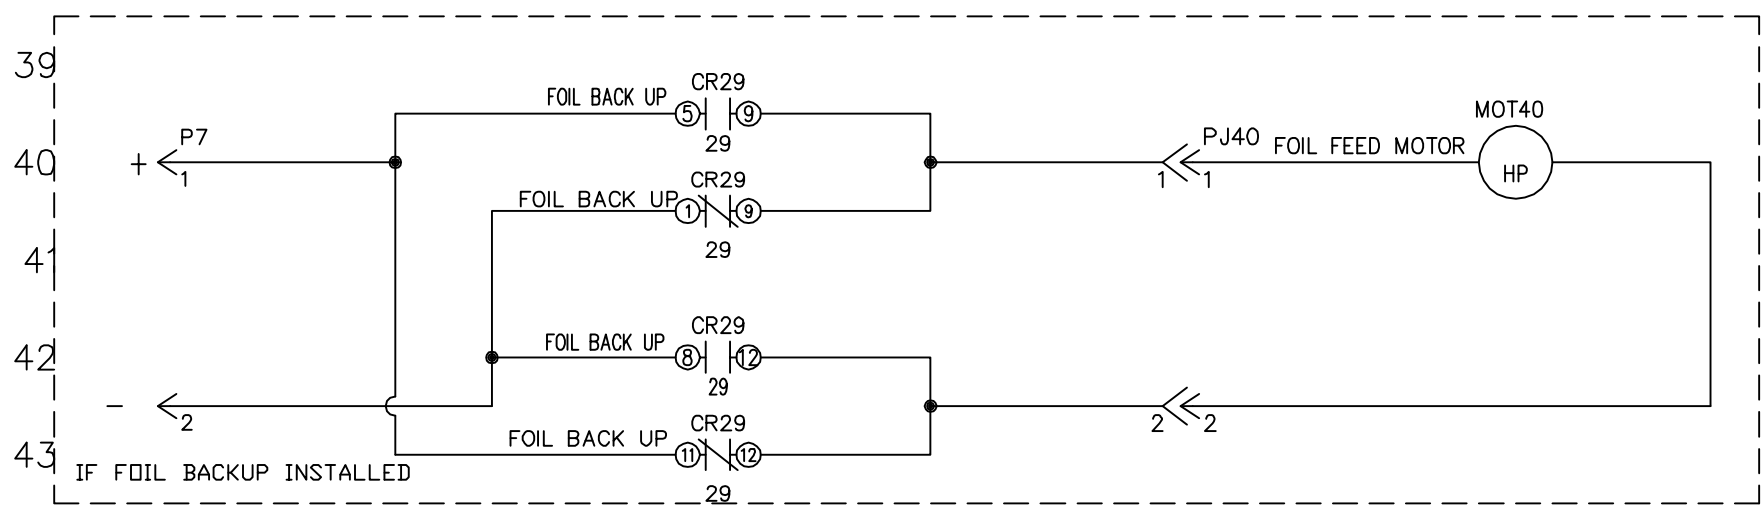 39
CR29
FOIL BACK UP
5
9
29
MOT40
P7
40
+
1
PJ40
FOIL FEED MOTOR
HP
1
1
CR29
FOIL BACK UP
1
9
29
41
CR29
FOIL BACK UP
42
8
12
29
-
2
2
2
CR29
FOIL BACK UP
43
11
12
IF FOIL BACKUP INSTALLED
29